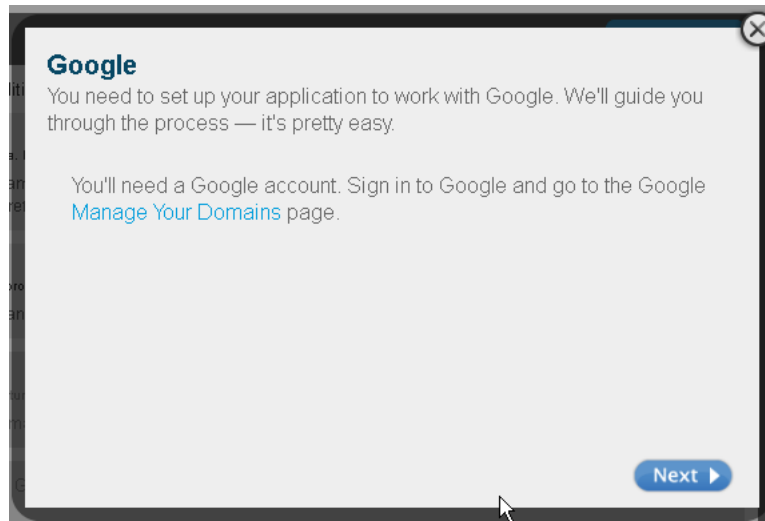 Google
You need to set up your application to work with Google. We'll guide you
through the process — it's pretty easy.
You'll need a Google account. Sign in to Google and go to the Google
Manage Your Domains page.
Next